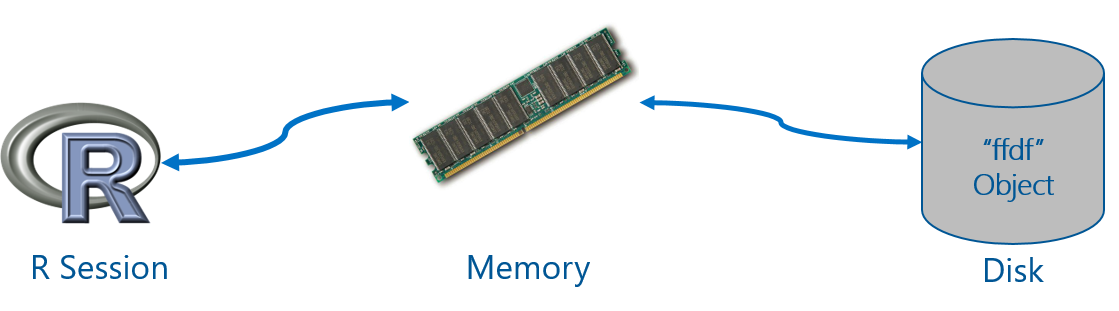 R
“ffdf”
Object
R Session
Memory
Disk